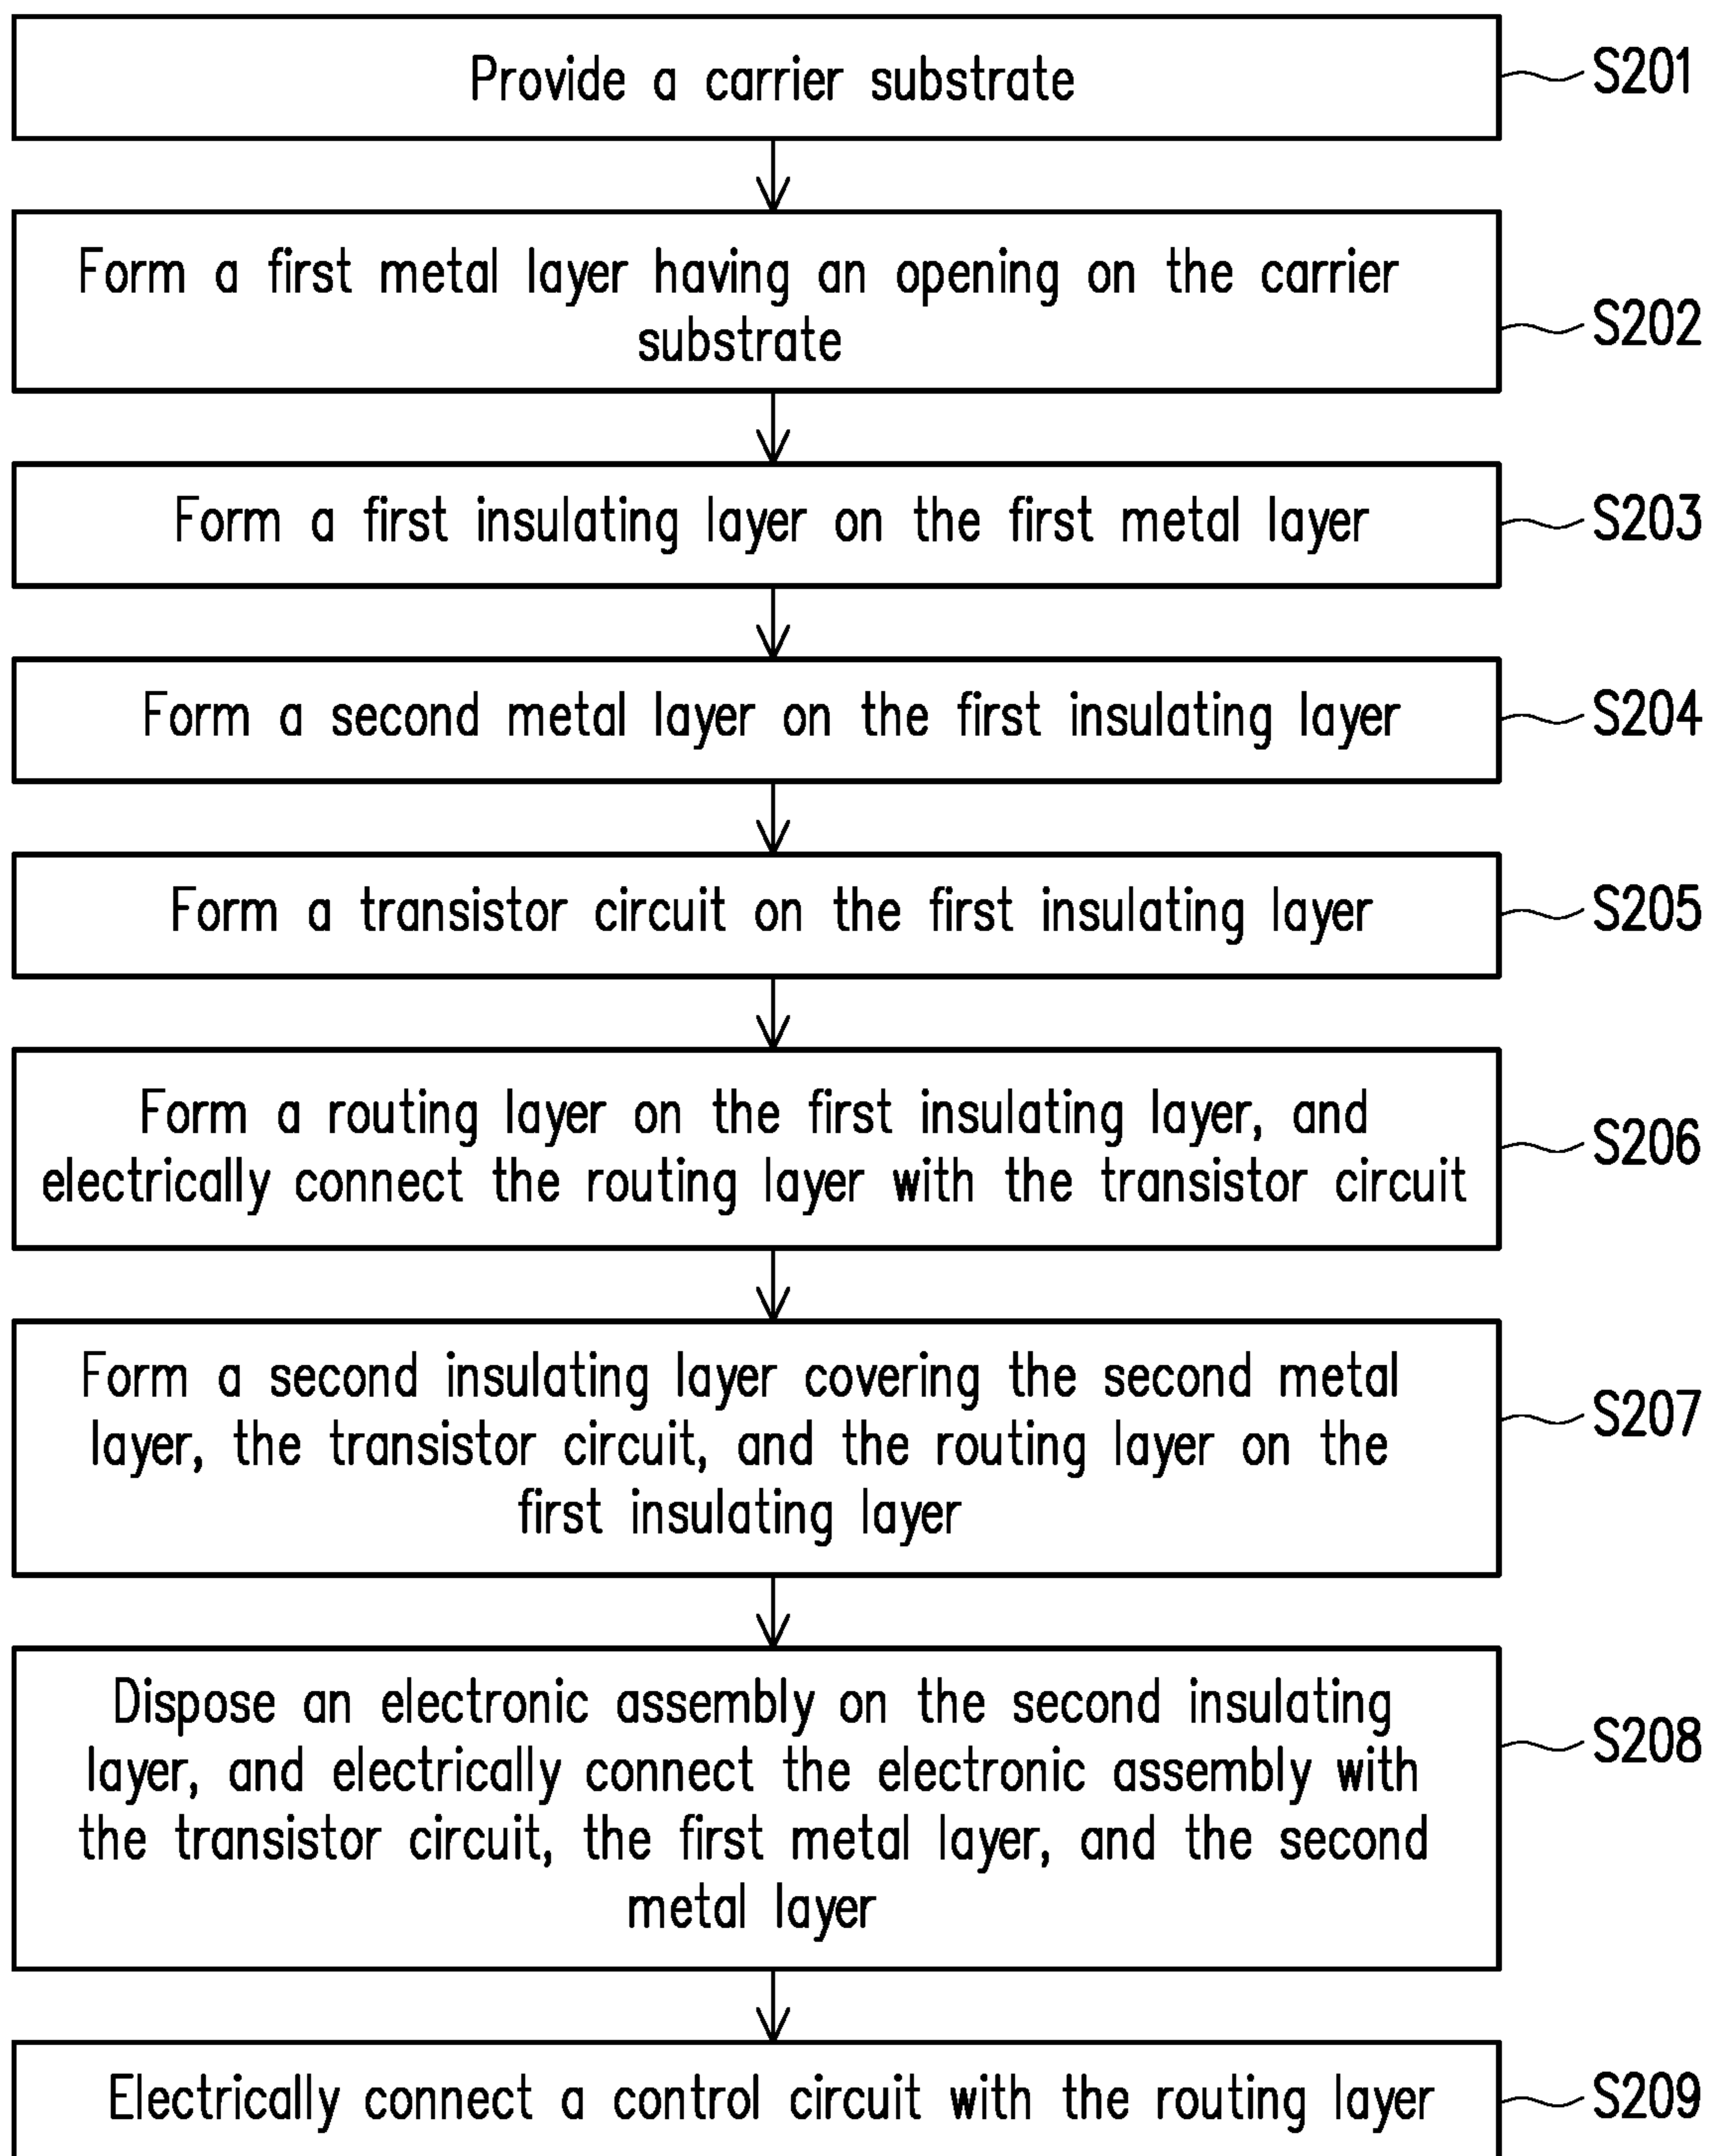 Provide a carrier substrate
S201
Form a first metal layer having an opening on the carrier
substrate
S202
Form a first insulating layer on the first metal layer
S203
Form a second metal layer on the first insulating layer
S204
Form a transistor circuit on the first insulating layer
S205
Form a routing layer on the first insulating layer, and
electrically connect the routing layer with the transistor circuit
S206
Form a second insulating layer covering the second metal
layer, the transistor circuit, and the routing layer on the
first insulating layer
S207
Dispose an electronic assembly on the second insulating
layer, and electrically connect the electronic assembly with
the transistor circuit, the first metal layer, and the second
metal layer
S208
Electrically connect a control circuit with the routing layer
S209